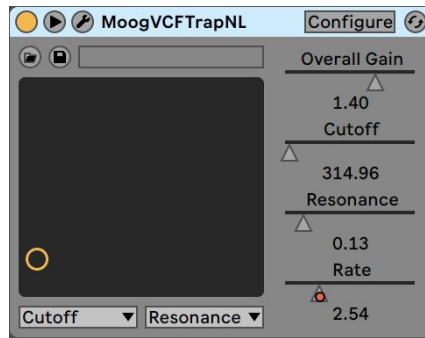 MoogVCFTrapNL Configure
Overall Gain
1.40
Cutoff
314.96
Resonance
0.13
Rate
2.54
Cutoff Resonance